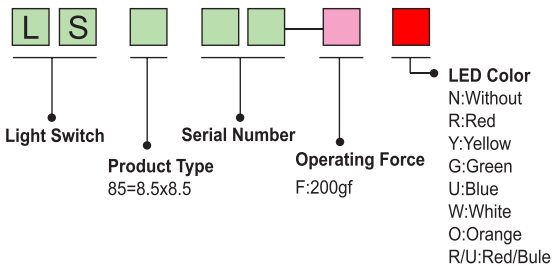 L S
LED Color
N:Without
R:Red
Y:Yellow
G:Green
U:Blue
W:White
O:Orange
R/U:Red/Bule
Light Switch
Serial Number
Product Type
85=8.5x8.5
Operating Force
F:200gf